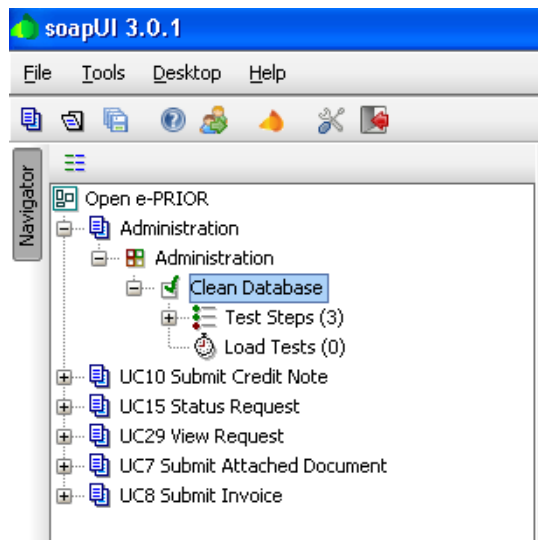 soapUI 3.0.1
File Tools Desktop Help
Navigator
Open e-PRIOR
Administration
Administration
Clean Database
Test Steps (3)
Load Tests (0)
UC10 Submit Credit Note
UC15 Status Request
UC29 View Request
UC7 Submit Attached Document
UC8 Submit Invoice